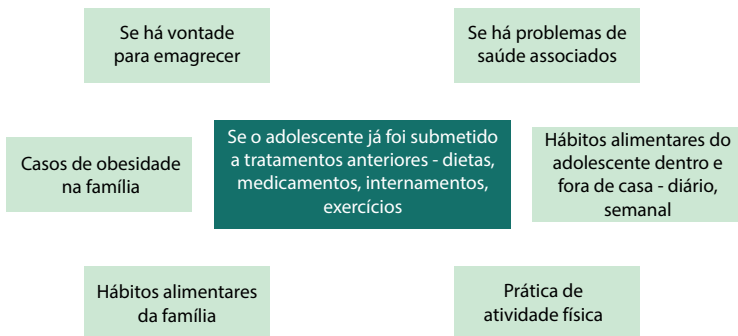 Se há vontade
para emagrecer
Se há problemas de
saúde associados
Casos de obesidade
na família
Se o adolescente já foi submetido
a tratamentos anteriores - dietas,
medicamentos, internamentos,
exercícios
Hábitos alimentares do
adolescente dentro e
fora de casa - diário,
semanal
Hábitos alimentares
da família
Prática de
atividade física